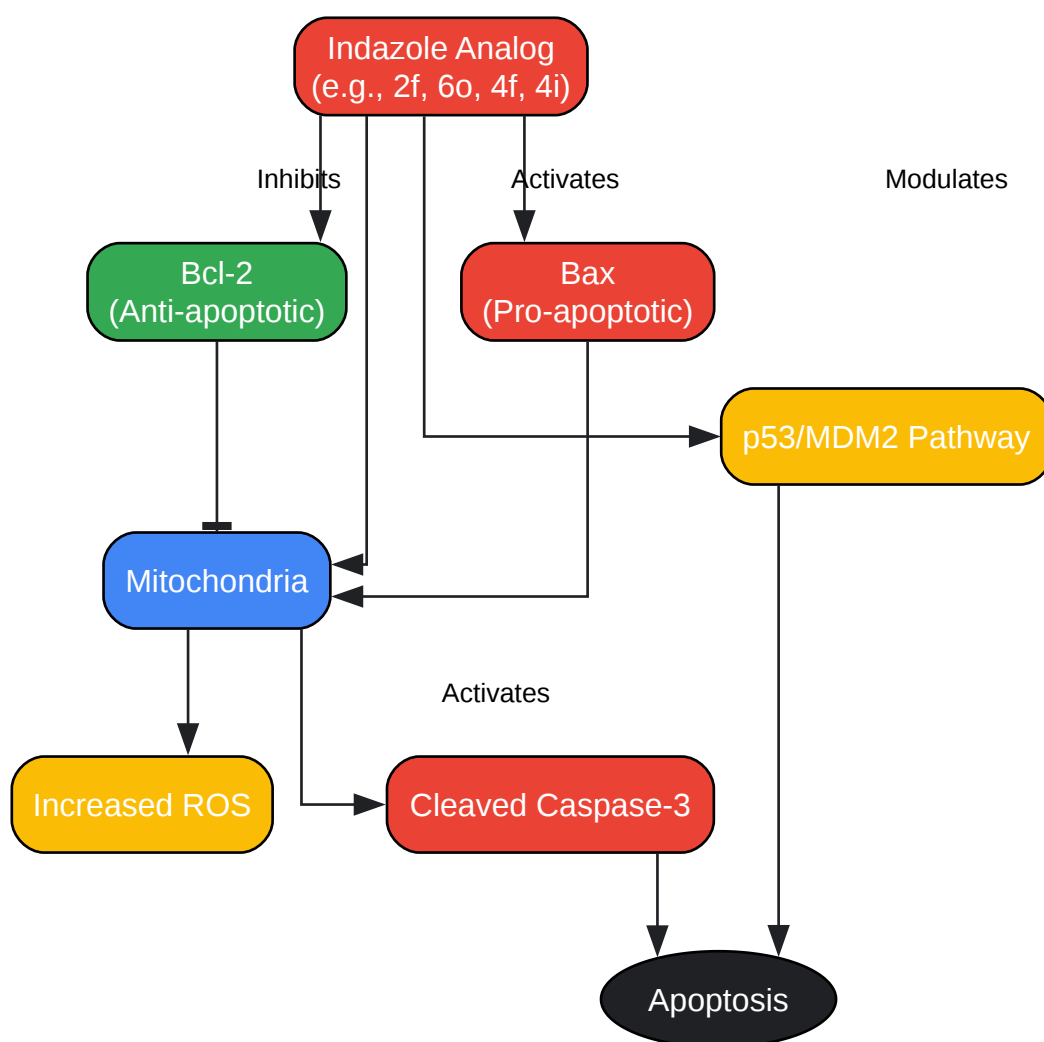 Indazole Analog
(e.g., 2f, 6o, 4f, 4i)
Inhibits
Activates
Modulates
Bcl-2
(Anti-apoptotic)
Bax
(Pro-apoptotic)
p53/MDM2 Pathway
Mitochondria
Activates
Increased ROS
Cleaved Caspase-3
Apoptosis